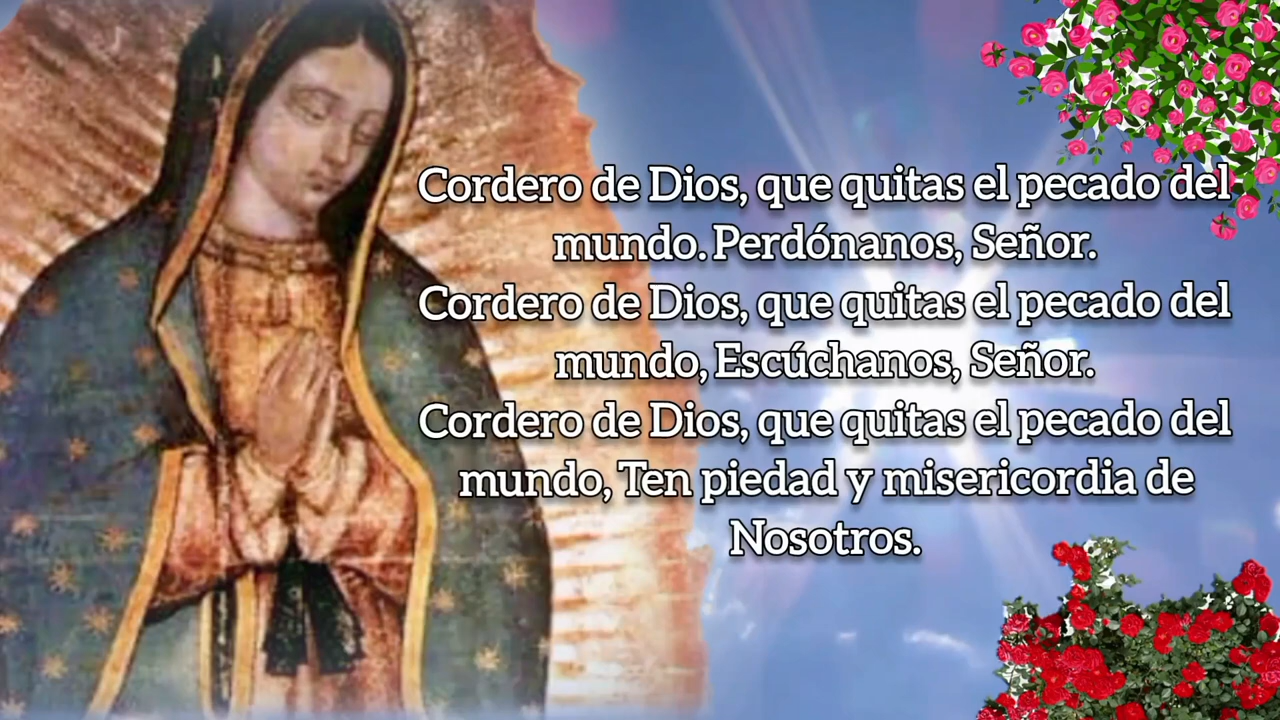 Cordero de Dios, que quitas el pecado del
mundo. Perdónanos, Señor.
Cordero de Dios, que quitas el pecado del
mundo, Escúchanos, Señor.
Cordero de Dios, que quitas el pecado del
mundo, Ten piedad y misericordia de
Nosotros.